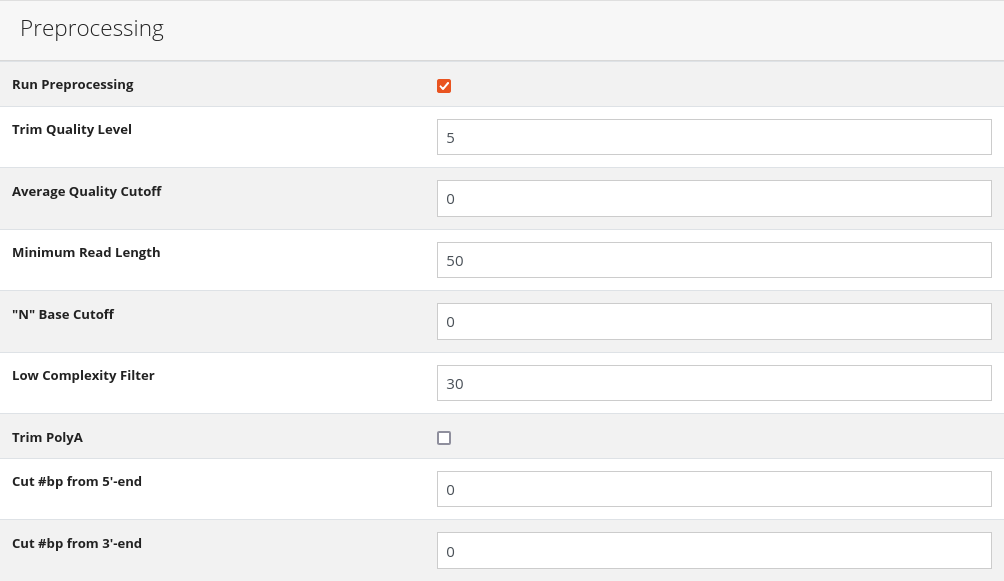 Preprocessing
Run Preprocessing
Trim Quality Level
5
Average Quality Cutoff
0
Minimum Read Length
50
"N" Base Cutoff
0
Low Complexity Filter
30
Trim PolyA
Cut #bp from 5'-end
0
Cut #bp from 3'-end
0